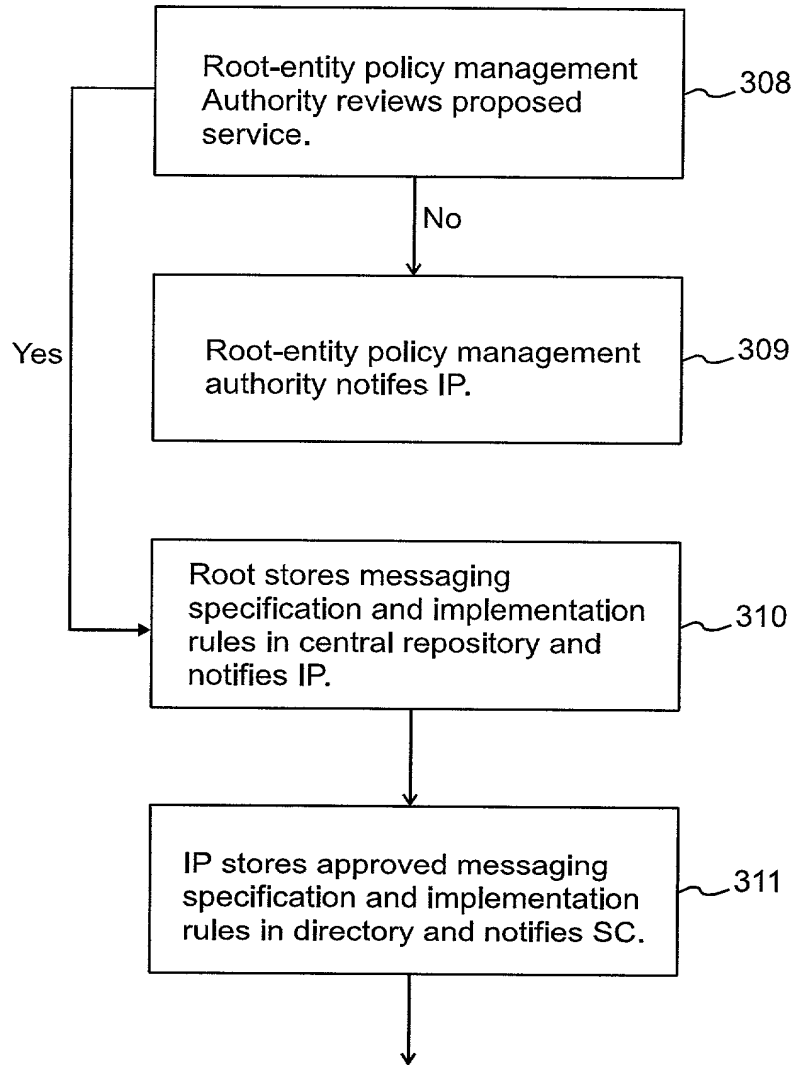 Root-entity policy management
Authority reviews proposed
service.
308
No
Root-entity policy management
authority notifes IP.
309
Yes
Root stores messaging
specification and implementation
rules in central repository and
notifies IP.
310
IP stores approved messaging
specification and implementation
rules in directory and notifies SC.
311